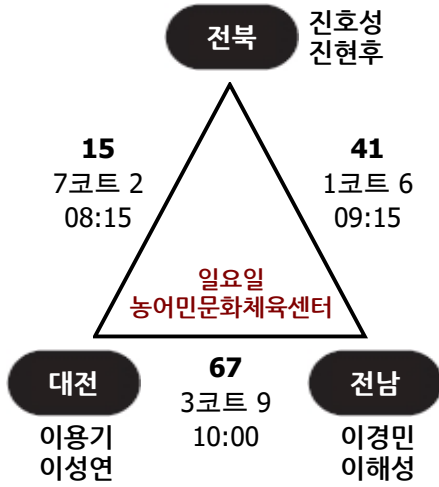 전북
진호성
진현후
15
7코트 2
08:15
41
1코트 6
09:15
일요일
농어민문화체육센터
대전
67
3코트 9
10:00
전남
이용기
이성연
이경민
이해성